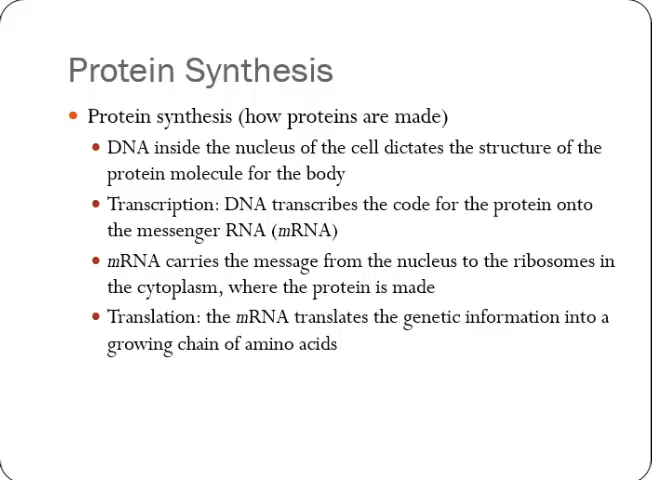 Protein Synthesis
• Protein synthesis (how proteins are made)
• DNA inside the nucleus of the cell dictates the structure of the
protein molecule for the body
• Transcription: DNA transcribes the code for the protein onto
the messenger RNA (mRNA)
• mRNA carries the message from the nucleus to the ribosomes in
the cytoplasm, where the protein is made
• Translation: the mRNA translates the genetic information into a
growing chain of amino acids